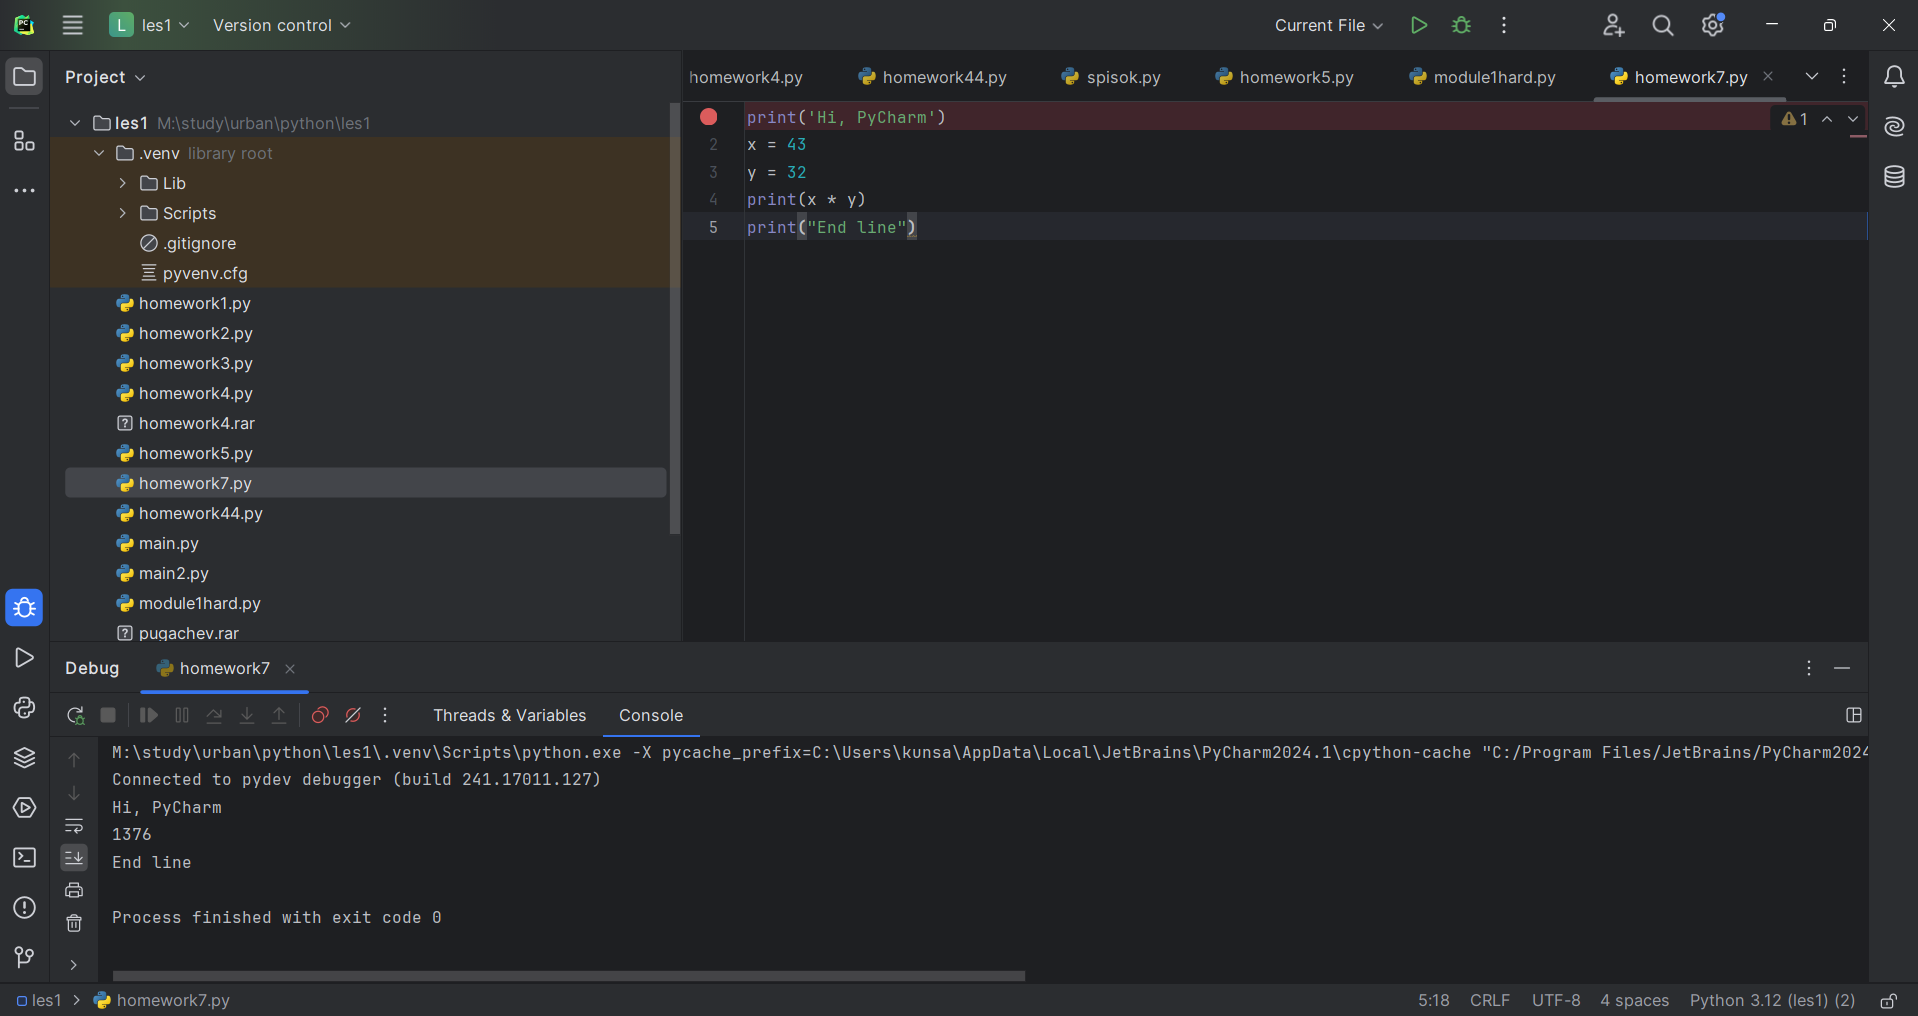 L les1 Version control Current File
Project
homework4.py homework44.py spisok.py homework5.py module1hard.py homework7.py
les1 M:\study\urban\python\les1
.venv library root
Lib
Scripts
.gitignore
pyvenv.cfg
homework1.py
homework2.py
homework3.py
homework4.py
homework4.rar
homework5.py
homework7.py
homework44.py
main.py
main2.py
module1hard.py
pugachev.rar
print('Hi, PyCharm') 1
2 x = 43
3 y = 32
4 print(x * y)
5 print("End line")
Debug homework7
Threads & Variables Console
M:\study\urban\python\les1\.venv\Scripts\python.exe -X pycache_prefix=C:\Users\kunsa\AppData\Local\JetBrains\PyCharm2024.1\cpython-cache "C:/Program Files/JetBrains/PyCharm2024
Connected to pydev debugger (build 241.17011.127)
Hi, PyCharm
1376
End line
Process finished with exit code 0
les1 > homework7.py 5:18 CRLF UTF-8 4 spaces Python 3.12 (les1) (2)